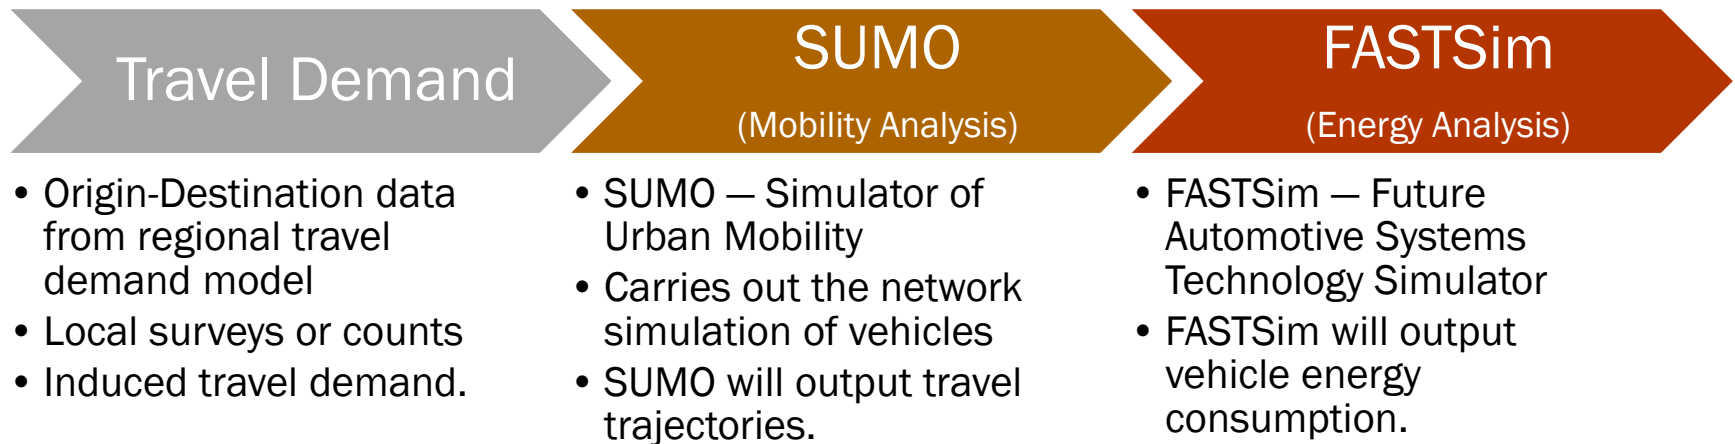 Travel Demand
• Origin-Destination data
from regional travel
demand model
• Local surveys or counts
• Induced travel demand.
SUMO
(Mobility Analysis)
• SUMO — Simulator of
Urban Mobility
• Carries out the network
simulation of vehicles
• SUMO will output travel
trajectories.
FASTSim
(Energy Analysis)
• FASTSim — Future
Automotive Systems
Technology Simulator
• FASTSim will output
vehicle energy
consumption.